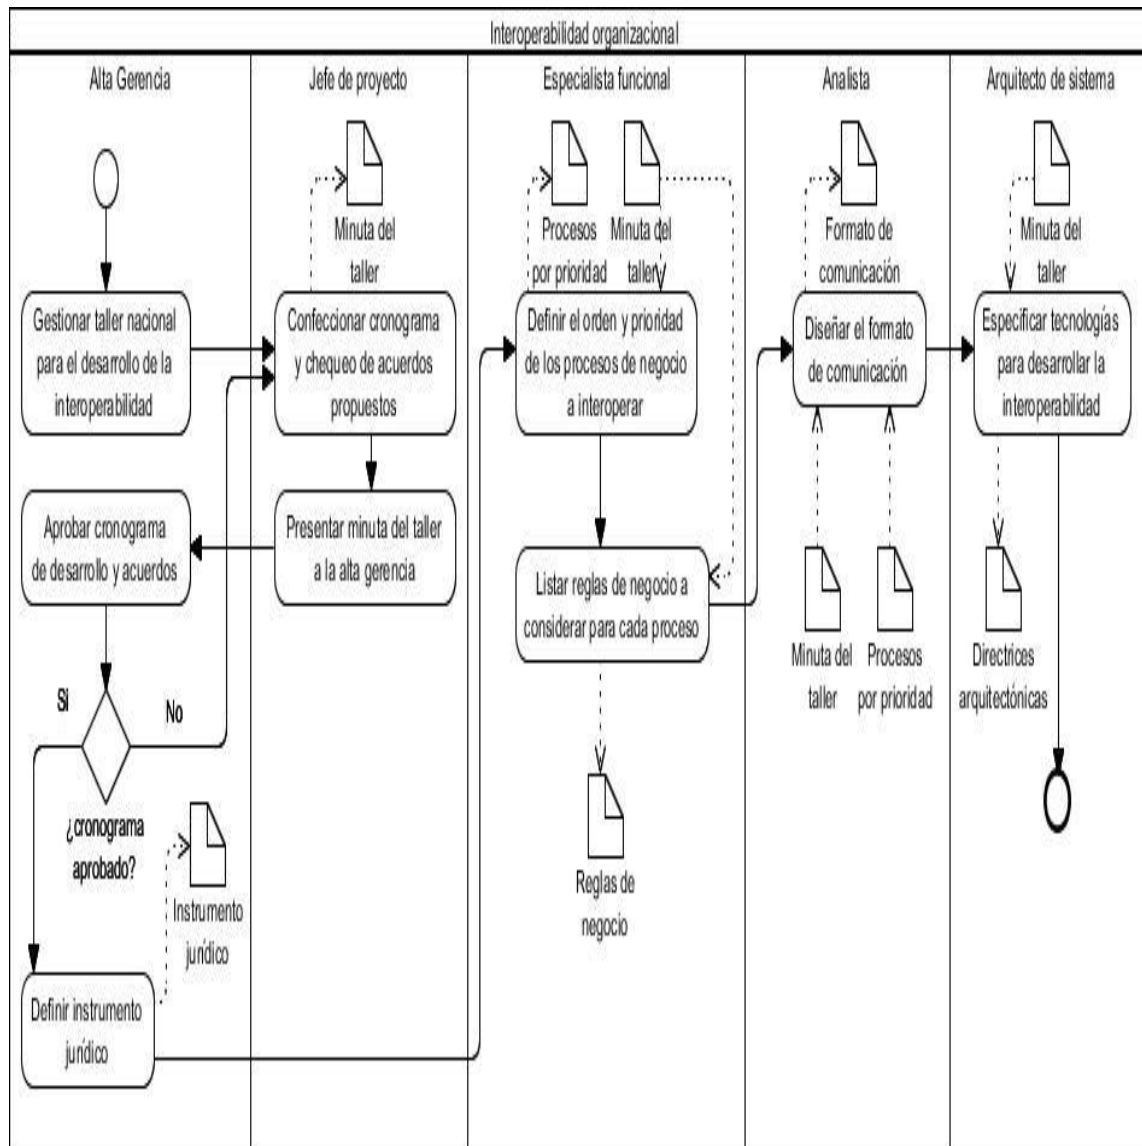 Interoperabilidad organizacional
Alta Gerencia
Jefe de proyecto
Especialista funcional
Analista
Arquitecto de sistema
Minuta del
taller
Procesos
por prioridad
Minuta del
taller
Formato de
comunicación
Minuta del
taller
Gestionar taller nacional
para el desarrollo de la
interoperabilidad
Confeccionar cronograma
y chequeo de acuerdos
propuestos
Definir el orden y prioridad
de los procesos de negocio
a interoperar
Diseñar el formato
de comunicación
Especificar tecnologías
para desarrollar la
interoperabilidad
Aprobar cronograma
de desarrollo y acuerdos
Presentar minuta del taller
a la alta gerencia
Listar reglas de negocio a
considerar para cada proceso
Minuta del
taller
Procesos
por prioridad
Directrices
arquitectónicas
Si
No
¿cronograma
aprobado?
Instrumento
jurídico
Reglas de
negocio
Definir instrumento
jurídico